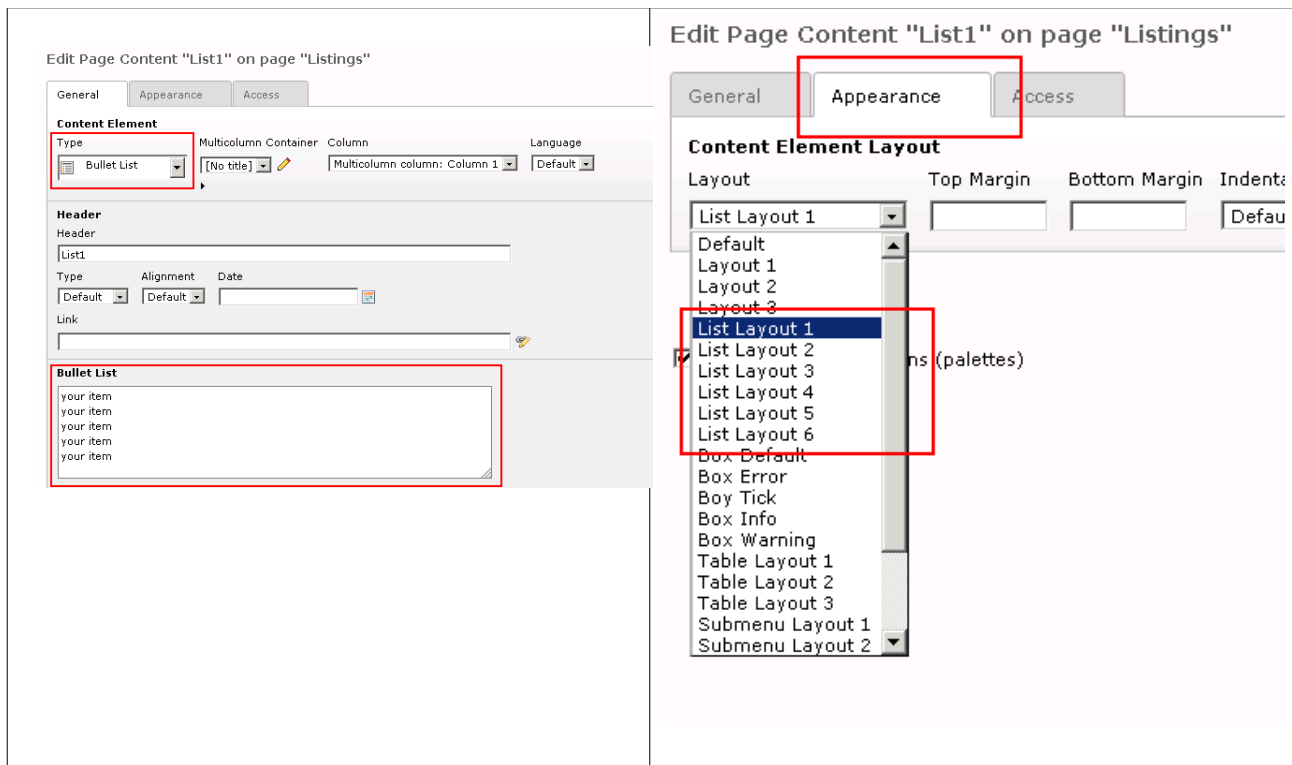 Edit Page Content "List1" on page "Listings"
General Appearance Access
Content Element
Type Multicolumn Container Column Language
Bullet List [No title] Multicolumn column: Column 1 Default
Header
Header
List1
Type Alignment Date
Default Default
Link
Bullet List
your item
your item
your item
your item
your item
Edit Page Content "List1" on page "Listings"
General Appearance Access
Content Element Layout
Layout Top Margin Bottom Margin Indenta
List Layout 1 Defau
Default
Layout 1
Layout 2
Layout 3
List Layout 1
List Layout 2
ns (palettes)
List Layout 3
List Layout 4
List Layout 5
List Layout 6
Box Default
Box Error
Boy Tick
Box Info
Box Warning
Table Layout 1
Table Layout 2
Table Layout 3
Submenu Layout 1
Submenu Layout 2